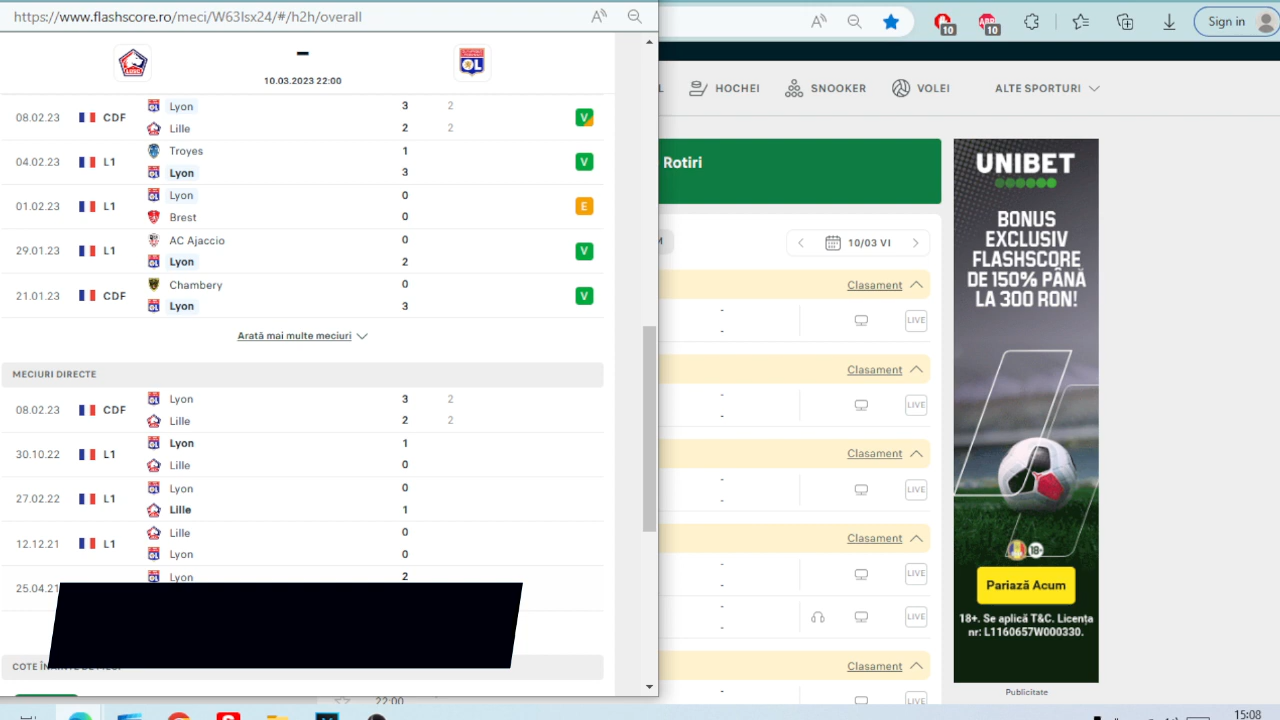 https://www.flashscore.ro/meci/W63Isx24/#/h2h/overall
Sign in
10
10
10.03.2023 22:00
08.02.23 CDF Lyon 3 2
Lille 2 2
V
04.02.23 L1 Troyes 1
Lyon 3
V
01.02.23 L1 Lyon 0
Brest 0
E
29.01.23 L1 AC Ajaccio 0
Lyon 2
V
21.01.23 CDF Chambery 0
Lyon 3
V
Arată mai multe meciuri
MECIURI DIRECTE
08.02.23 CDF Lyon 3 2
Lille 2 2
30.10.22 L1 Lyon 1
Lille 0
27.02.22 L1 Lyon 0
Lille 1
12.12.21 L1 Lille 0
Lyon 0
25.04.21 Lyon 2
22:00
L HOCHEI SNOOKER VOLEI ALTE SPORTURI
Rotiri
M
10/03 VI
Clasament
- -
LIVE
Clasament
- -
LIVE
Clasament
- -
LIVE
Clasament
- -
LIVE
- -
LIVE
Clasament
-
LIVE
UNIBET
BONUS
EXCLUSIV
FLASHSCORE
DE 150% PÂNĂ
LA 300 RON!
18+
Pariază Acum
18+. Se aplică T&C. Licența
nr: L1160657W000330.
Publicitate
15:08